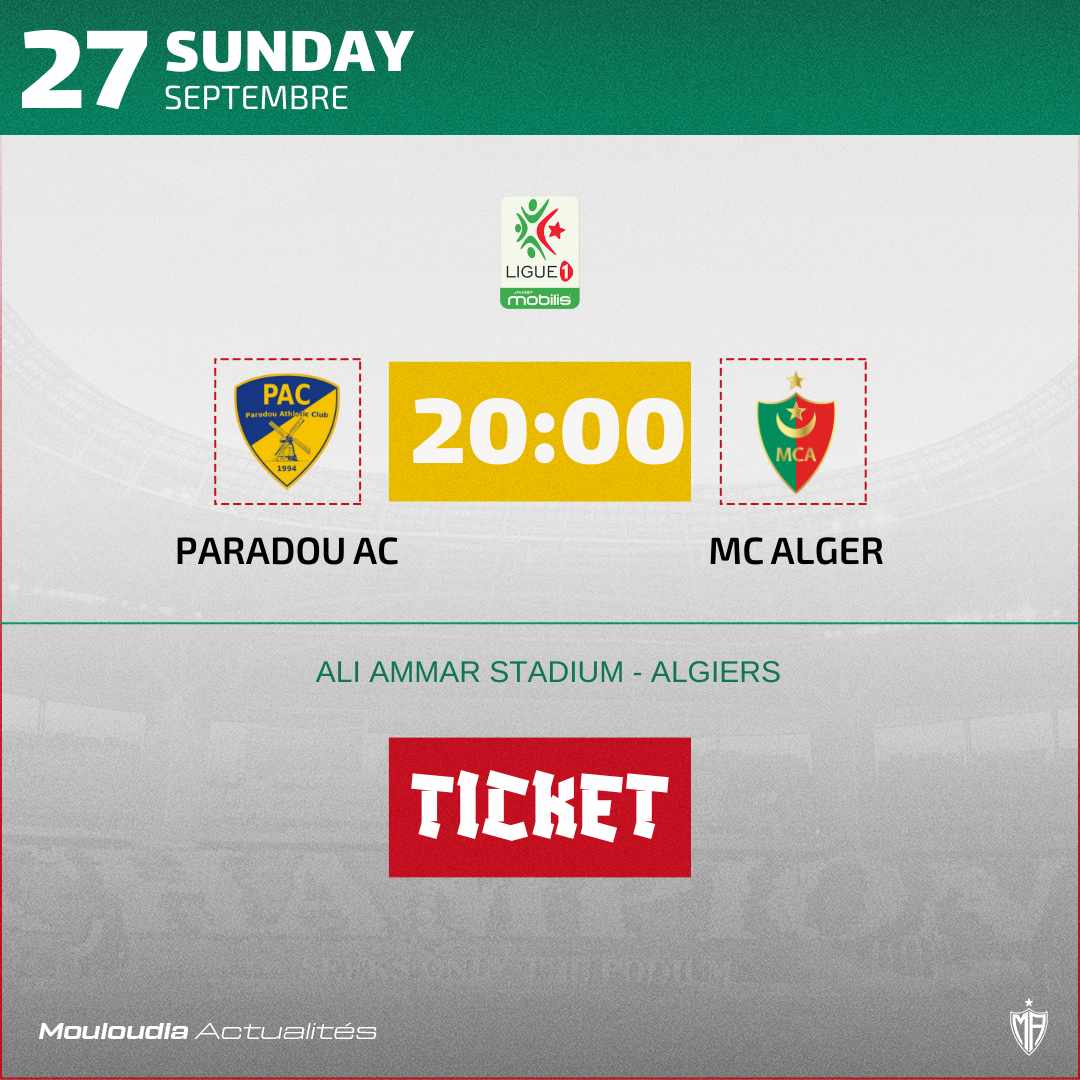 27
SUNDAY
SEPTEMBRE
LIGUE 1
mobilis
PAC
Paradou Athletic Club
1994
20:00
MCA
PARADOU AC
MC ALGER
ALI AMMAR STADIUM - ALGIERS
TICKET
PODIUM
Mouloudia Actualités
MA